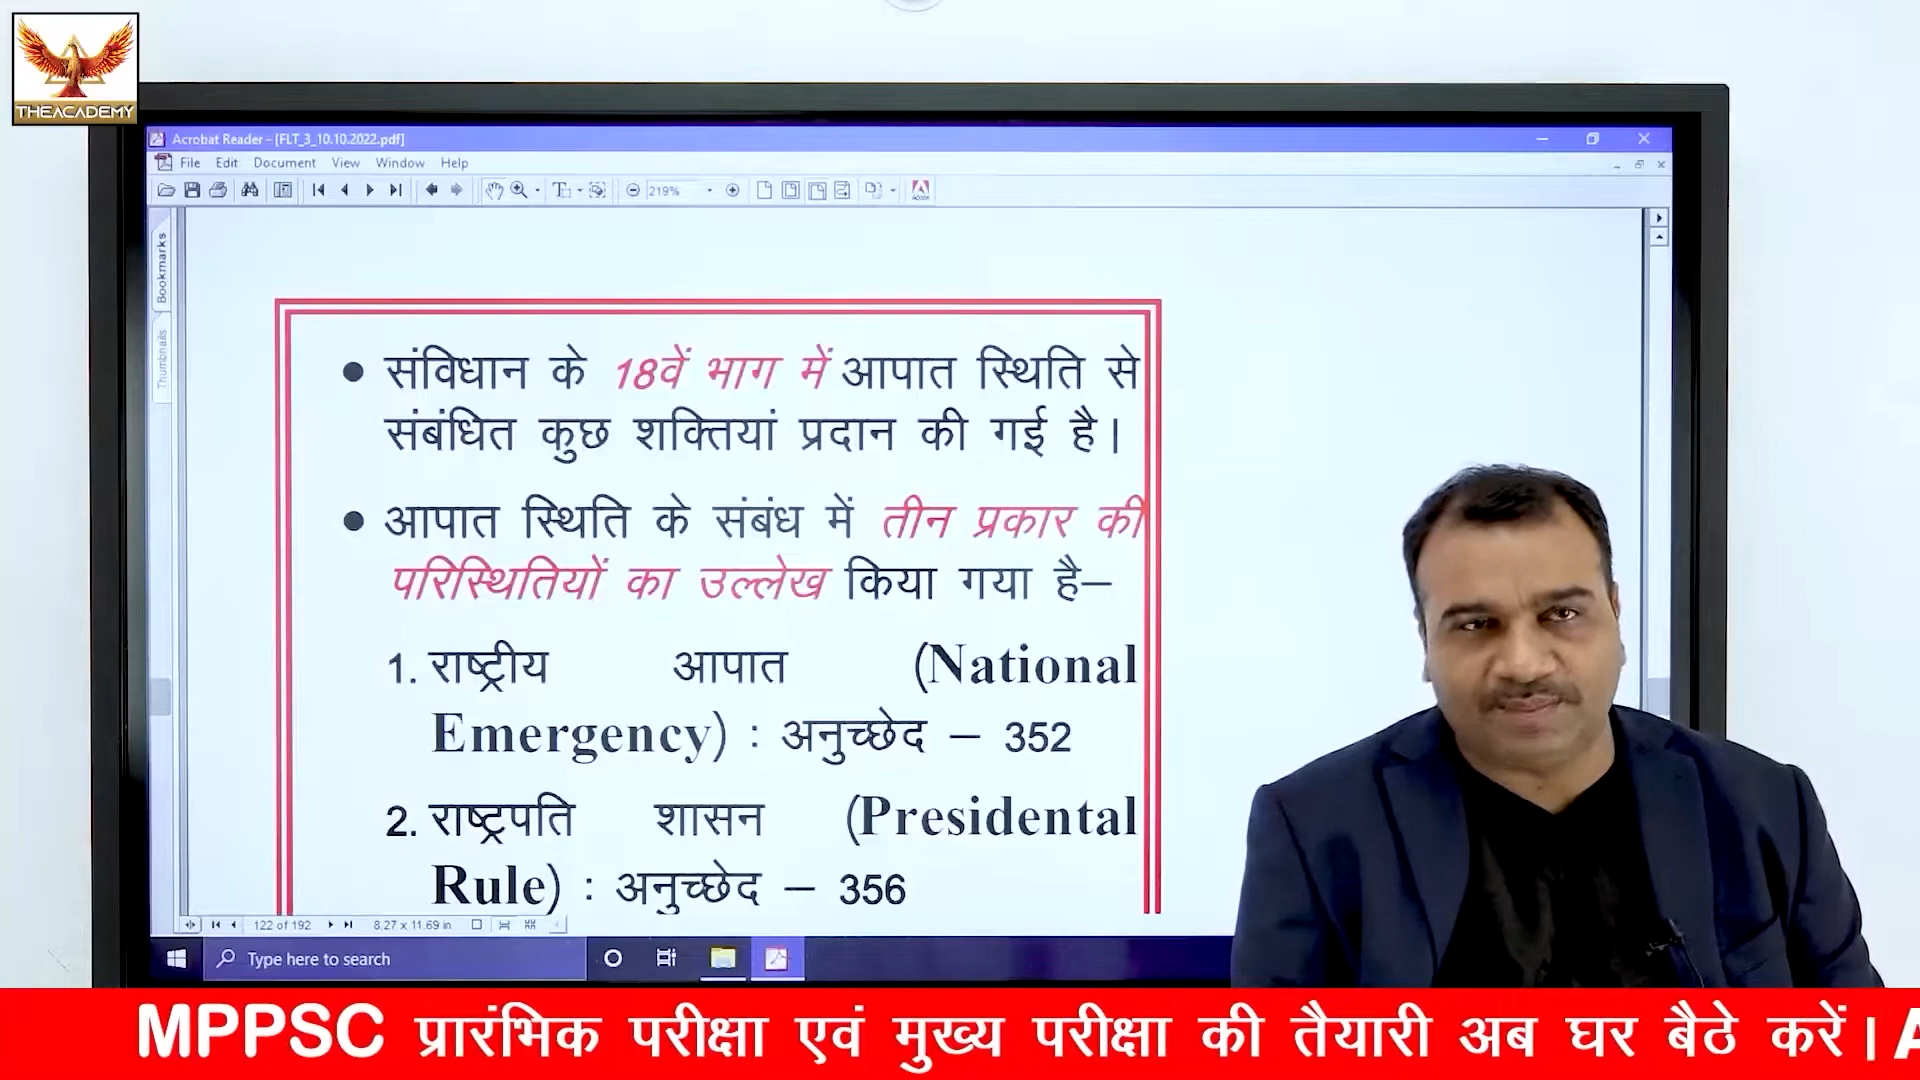 THEACADEMY
Acrobat Reader - [FLT_3_10.10.2022.pdf]
File Edit Document View Window Help
219%
Bookmarks
Thumbnails
• संविधान के 18वें भाग में आपात स्थिति से
संबंधित कुछ शक्तियां प्रदान की गई है।
• आपात स्थिति के संबंध में तीन प्रकार की
परिस्थितियों का उल्लेख किया गया है–
1. राष्ट्रीय आपात (National
Emergency) : अनुच्छेद – 352
2. राष्ट्रपति शासन (Presidental
Rule) : अनुच्छेद – 356
122 of 192 8.27 x 11.69 in
Type here to search
MPPSC प्रारंभिक परीक्षा एवं मुख्य परीक्षा की तैयारी अब घर बैठे करें। A